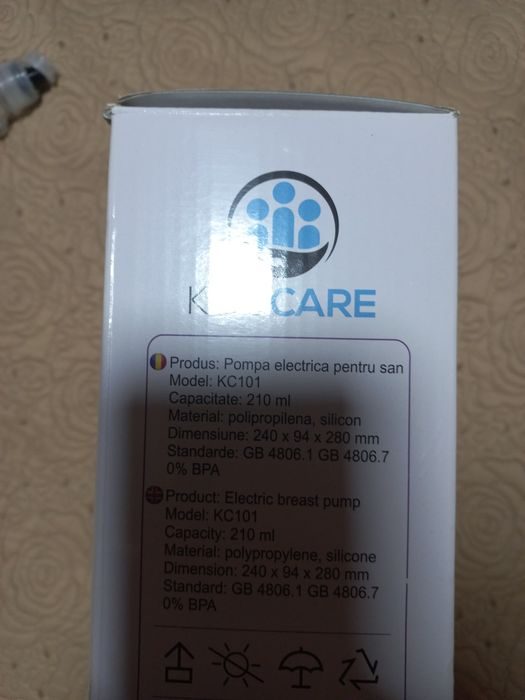 CARE
Produs: Pompa electrica pentru san
Model: KC101
Capacitate: 210 ml
Material: polipropilena, silicon
Dimensiune: 240 x 94 x 280 mm
Standarde: GB 4806.1 GB 4806.7
0% BPA
Product: Electric breast pump
Model: KC101
Capacity: 210 ml
Material: polypropylene, silicone
Dimension: 240 x 94 x 280 mm
Standard: GB 4806.1 GB 4806.7
0% BPA